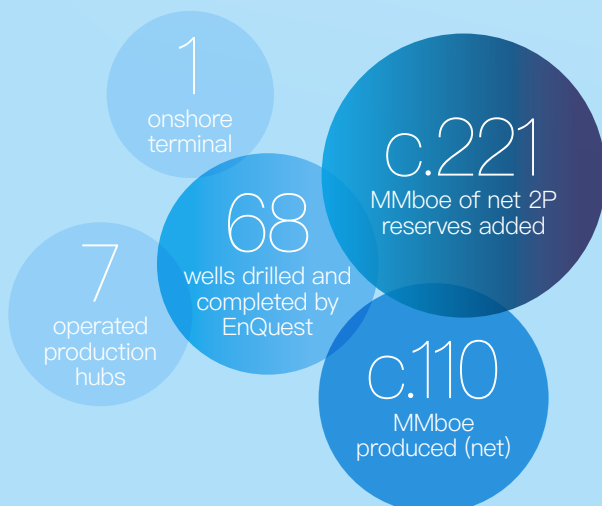 1
onshore
terminal
c.221
MMboe of net 2P
reserves added
68
wells drilled and
completed by
EnQuest
7
operated
production
hubs
c.110
MMboe
produced (net)